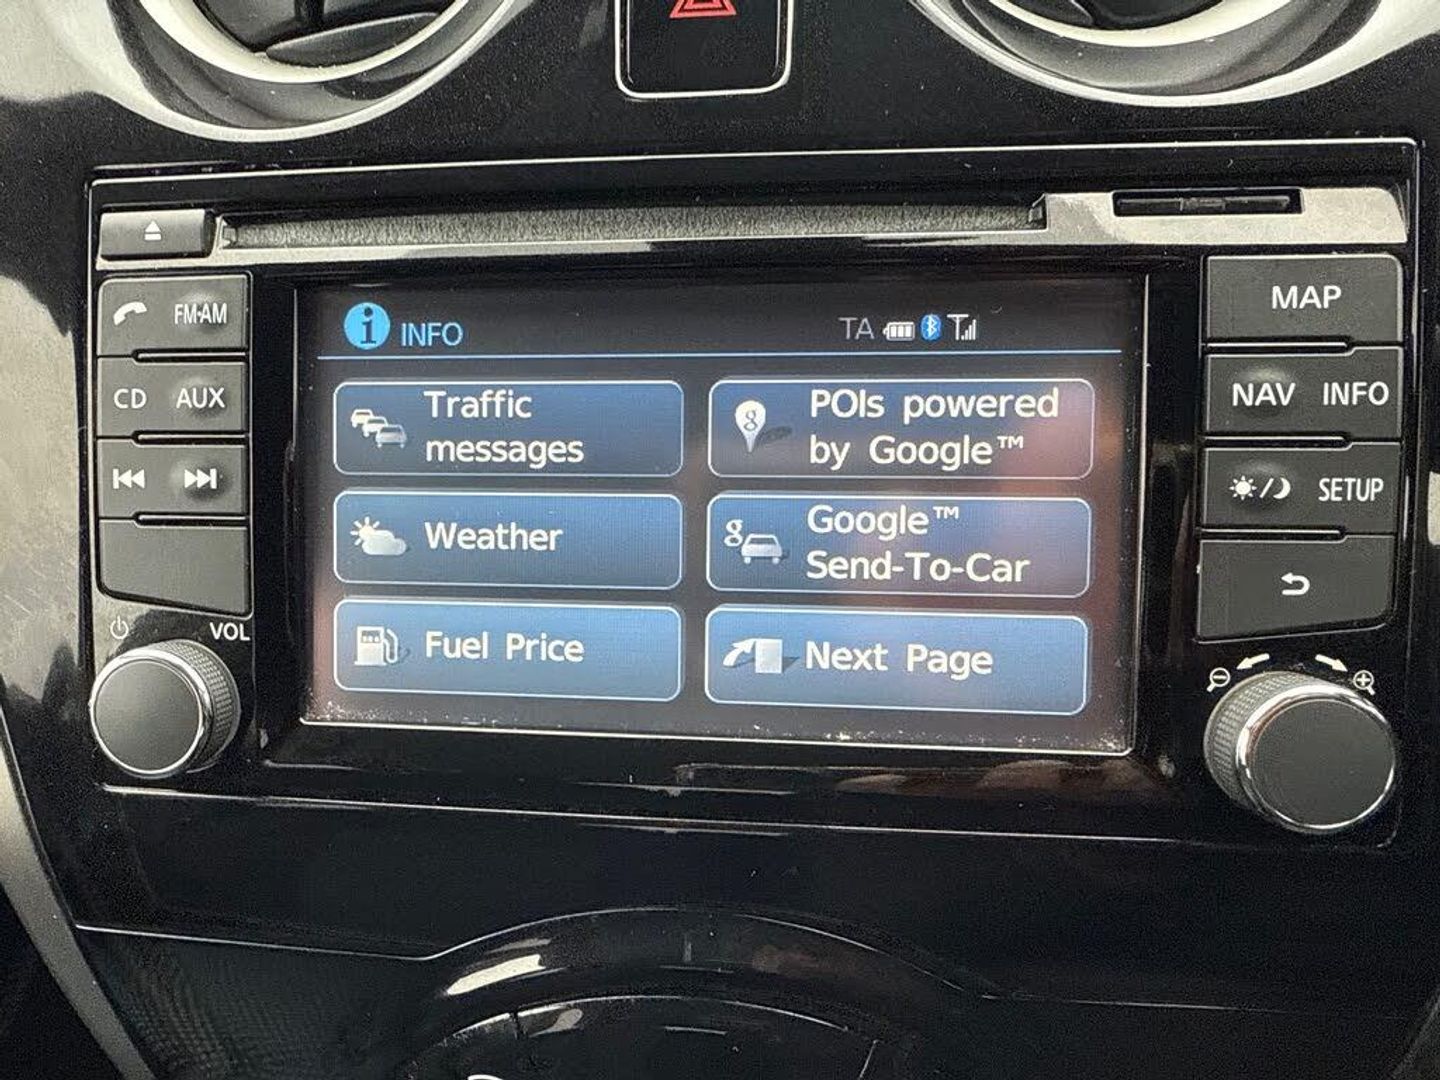 FM·AM
CD AUX
VOL
i INFO
TA
Traffic
messages
POIs powered
by Google™
Weather
Google™
Send-To-Car
Fuel Price
Next Page
MAP
NAV INFO
SETUP